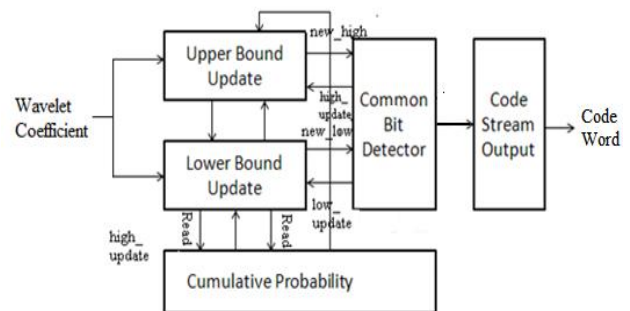 new_high
Upper Bound
Update
Wavelet
Coefficient
high_
update
new_low
Common
Bit
Detector
Code
Stream
Output
Code
Word
Lower Bound
Update
Read
Read
low_
update
high_
update
Cumulative Probability